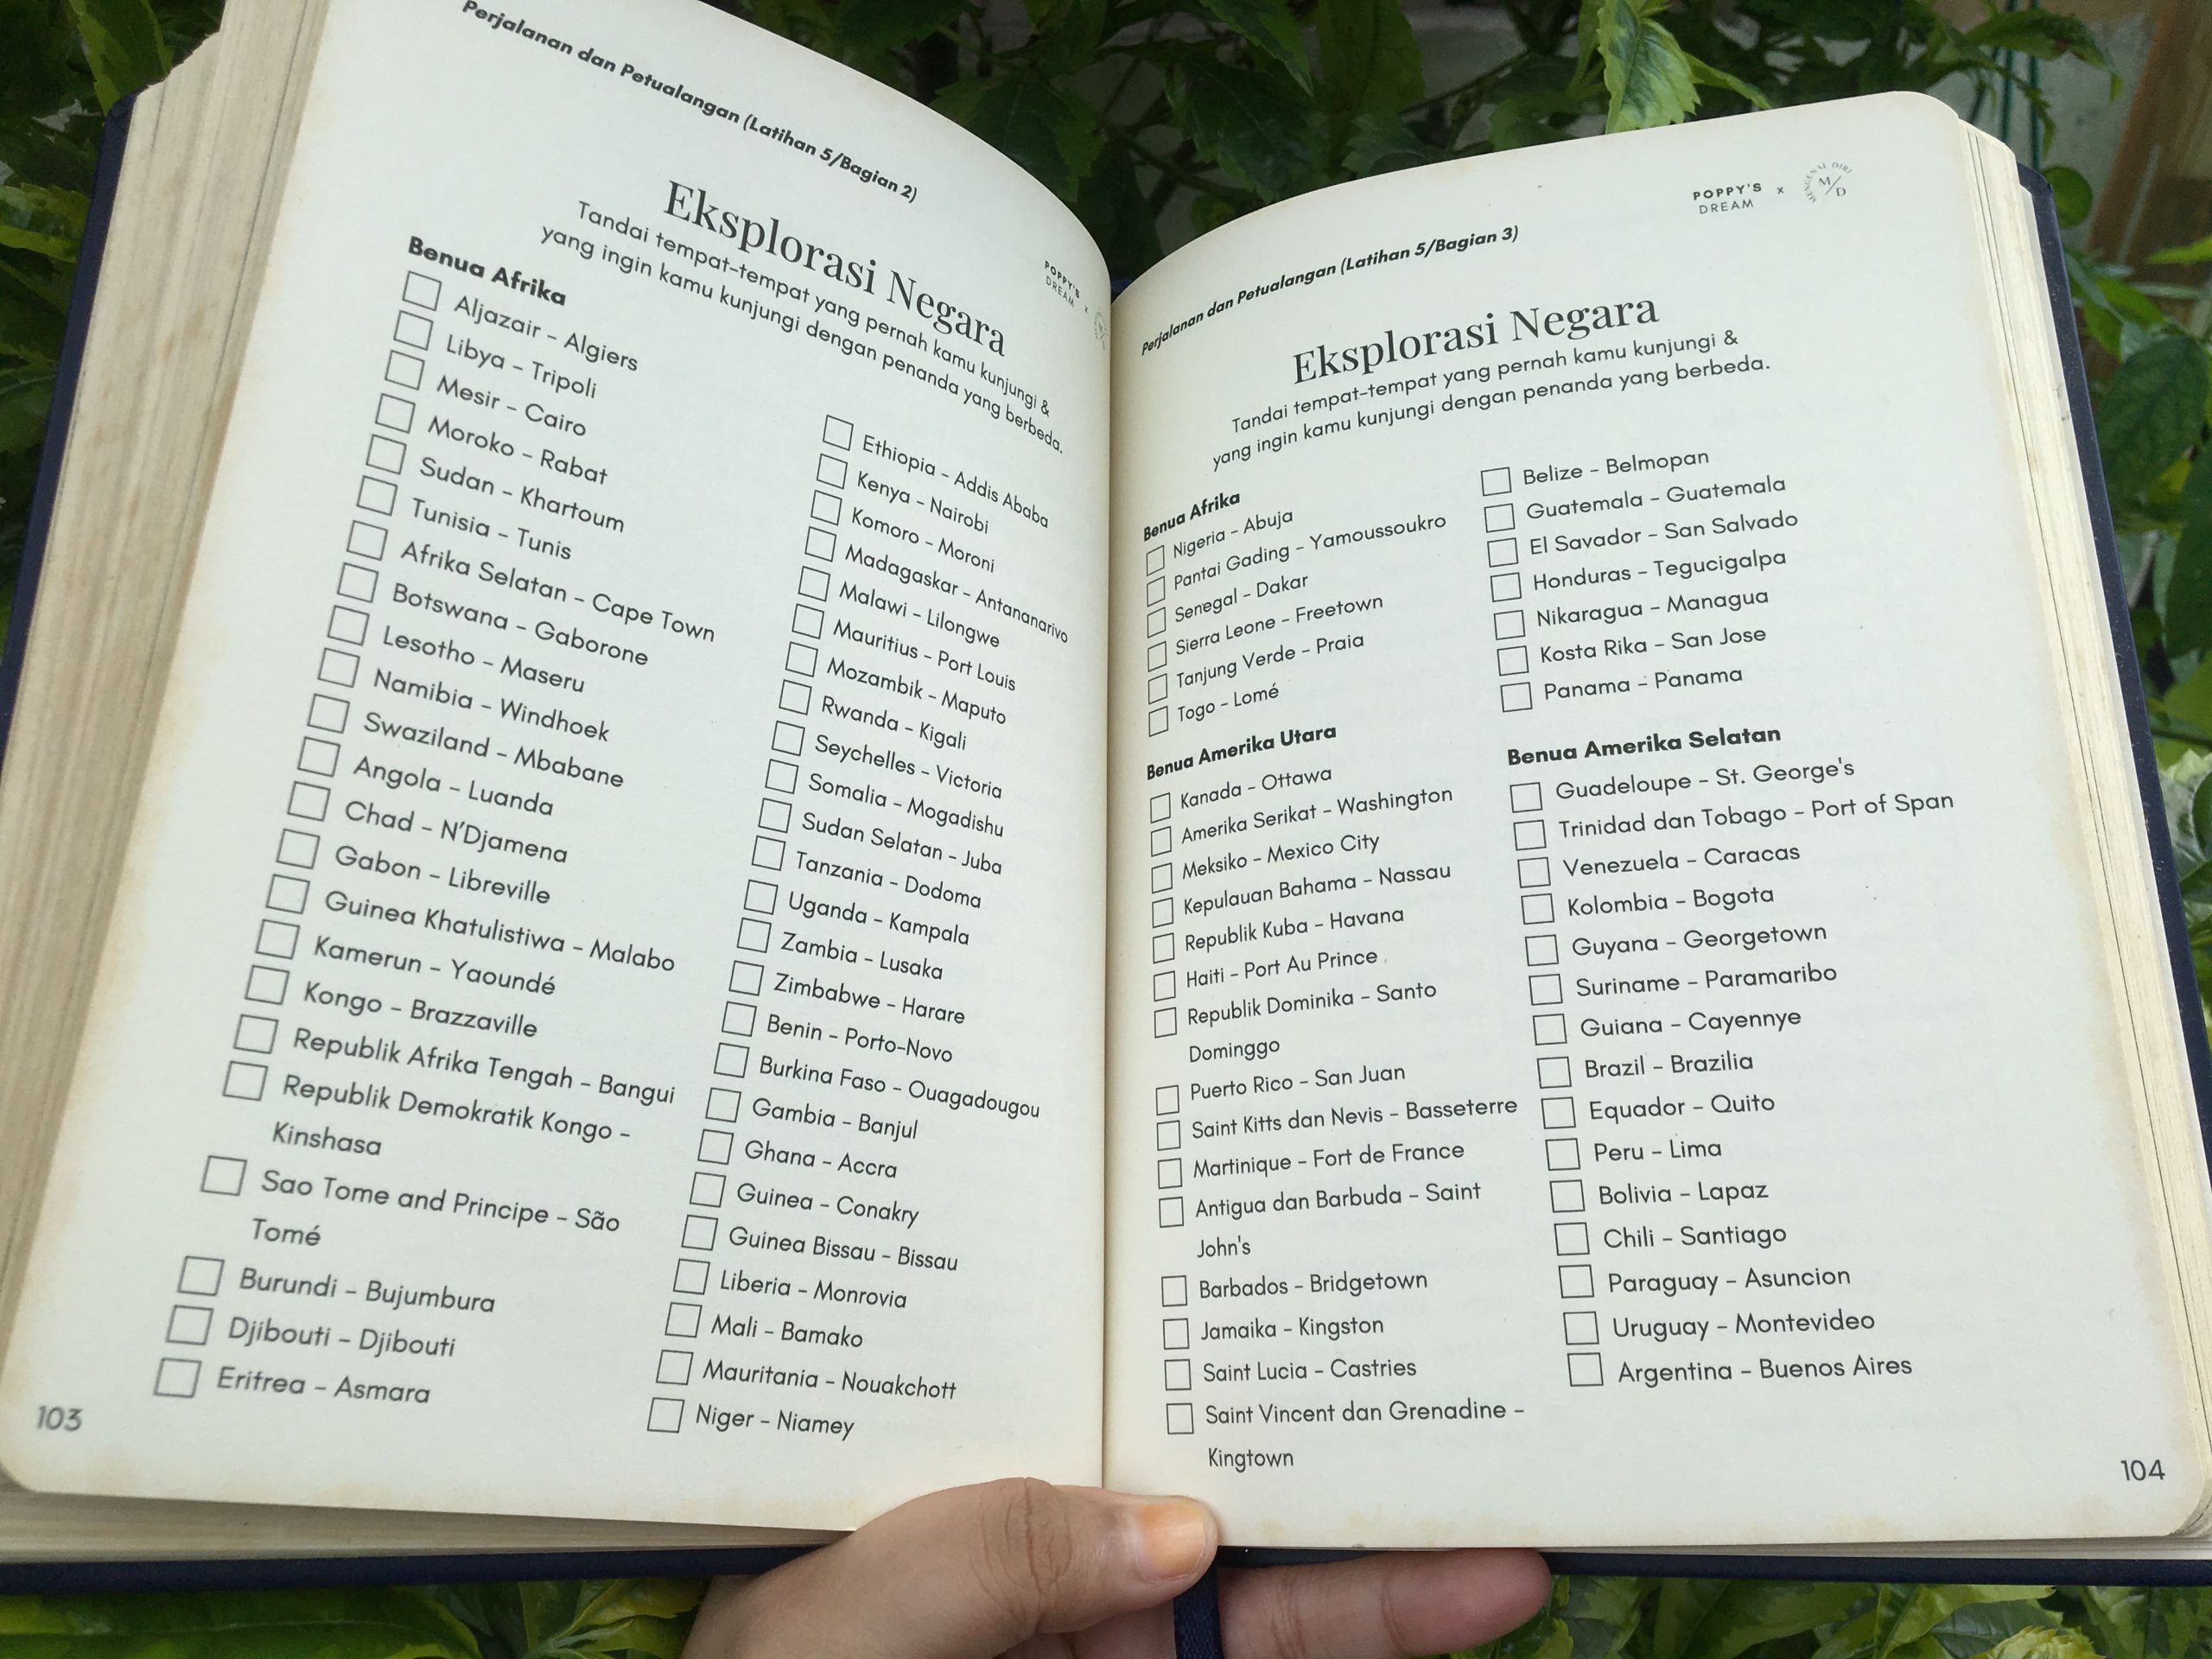 Perjalanan dan Petualangan (Latihan 5/Bagian 2)
POPPY'S
DREAM
x
Eksplorasi Negara
Tandai tempat-tempat yang pernah kamu kunjungi &
yang ingin kamu kunjungi dengan penanda yang berbeda.
Benua Afrika
Aljazair - Algiers
Libya - Tripoli
Mesir - Cairo
Moroko - Rabat
Sudan - Khartoum
Tunisia - Tunis
Afrika Selatan - Cape Town
Botswana - Gaborone
Lesotho - Maseru
Namibia - Windhoek
Swaziland - Mbabane
Angola - Luanda
Chad - N'Djamena
Gabon - Libreville
Guinea Khatulistiwa - Malabo
Kamerun - Yaoundé
Kongo - Brazzaville
Republik Afrika Tengah - Bangui
Republik Demokratik Kongo -
Kinshasa
Sao Tome and Principe - São
Tomé
Burundi - Bujumbura
Djibouti - Djibouti
Eritrea - Asmara
Ethiopia - Addis Ababa
Kenya - Nairobi
Komoro - Moroni
Madagaskar - Antananarivo
Malawi - Lilongwe
Mauritius - Port Louis
Mozambik - Maputo
Rwanda - Kigali
Seychelles - Victoria
Somalia - Mogadishu
Sudan Selatan - Juba
Tanzania - Dodoma
Uganda - Kampala
Zambia - Lusaka
Zimbabwe - Harare
Benin - Porto-Novo
Burkina Faso - Ouagadougou
Gambia - Banjul
Ghana - Accra
Guinea - Conakry
Guinea Bissau - Bissau
Liberia - Monrovia
Mali - Bamako
Mauritania - Nouakchott
Niger - Niamey
103
Perjalanan dan Petualangan (Latihan 5/Bagian 3)
POPPY'S
DREAM
x
MENGENAL DIRI
M/D
Eksplorasi Negara
Tandai tempat-tempat yang pernah kamu kunjungi &
yang ingin kamu kunjungi dengan penanda yang berbeda.
Benua Afrika
Nigeria - Abuja
Pantai Gading - Yamoussoukro
Senegal - Dakar
Sierra Leone - Freetown
Tanjung Verde - Praia
Togo - Lomé
Benua Amerika Utara
Kanada - Ottawa
Amerika Serikat - Washington
Meksiko - Mexico City
Kepulauan Bahama - Nassau
Republik Kuba - Havana
Haiti - Port Au Prince
Republik Dominika - Santo
Dominggo
Puerto Rico - San Juan
Saint Kitts dan Nevis - Basseterre
Martinique - Fort de France
Antigua dan Barbuda - Saint
John's
Barbados - Bridgetown
Jamaika - Kingston
Saint Lucia - Castries
Saint Vincent dan Grenadine -
Kingtown
Belize - Belmopan
Guatemala - Guatemala
El Savador - San Salvado
Honduras - Tegucigalpa
Nikaragua - Managua
Kosta Rika - San Jose
Panama - Panama
Benua Amerika Selatan
Guadeloupe - St. George's
Trinidad dan Tobago - Port of Span
Venezuela - Caracas
Kolombia - Bogota
Guyana - Georgetown
Suriname - Paramaribo
Guiana - Cayennye
Brazil - Brazilia
Equador - Quito
Peru - Lima
Bolivia - Lapaz
Chili - Santiago
Paraguay - Asuncion
Uruguay - Montevideo
Argentina - Buenos Aires
104